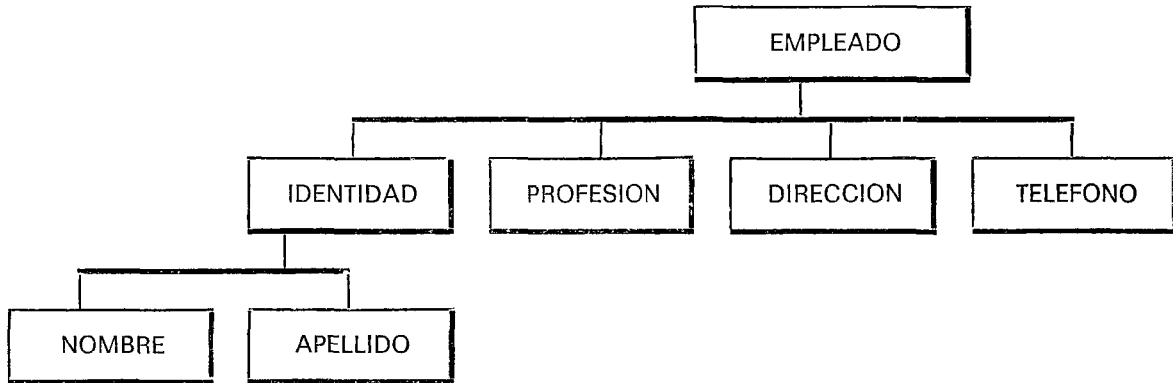 EMPLEADO
IDENTIDAD PROFESION DIRECCION TELEFONO
NOMBRE APELLIDO